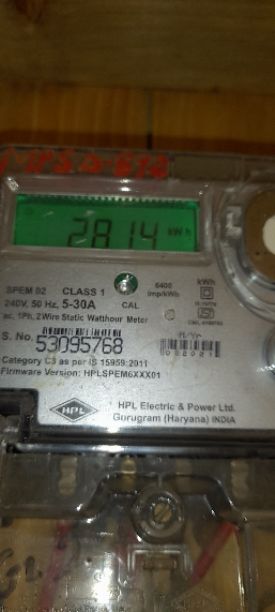 2814 kWh
SPEM 02 CLASS 1
240V, 50 Hz, 5-30A
CAL
6400
imp/kWh
kWh
ac, 1Ph, 2 Wire Static Watthour Meter
S. No. 53095768
Category C3 as per IS 15959:2011
Firmware Version: HPLSPEM6XXX01
HPL
HPL Electric & Power Ltd.
Gurugram (Haryana) INDIA